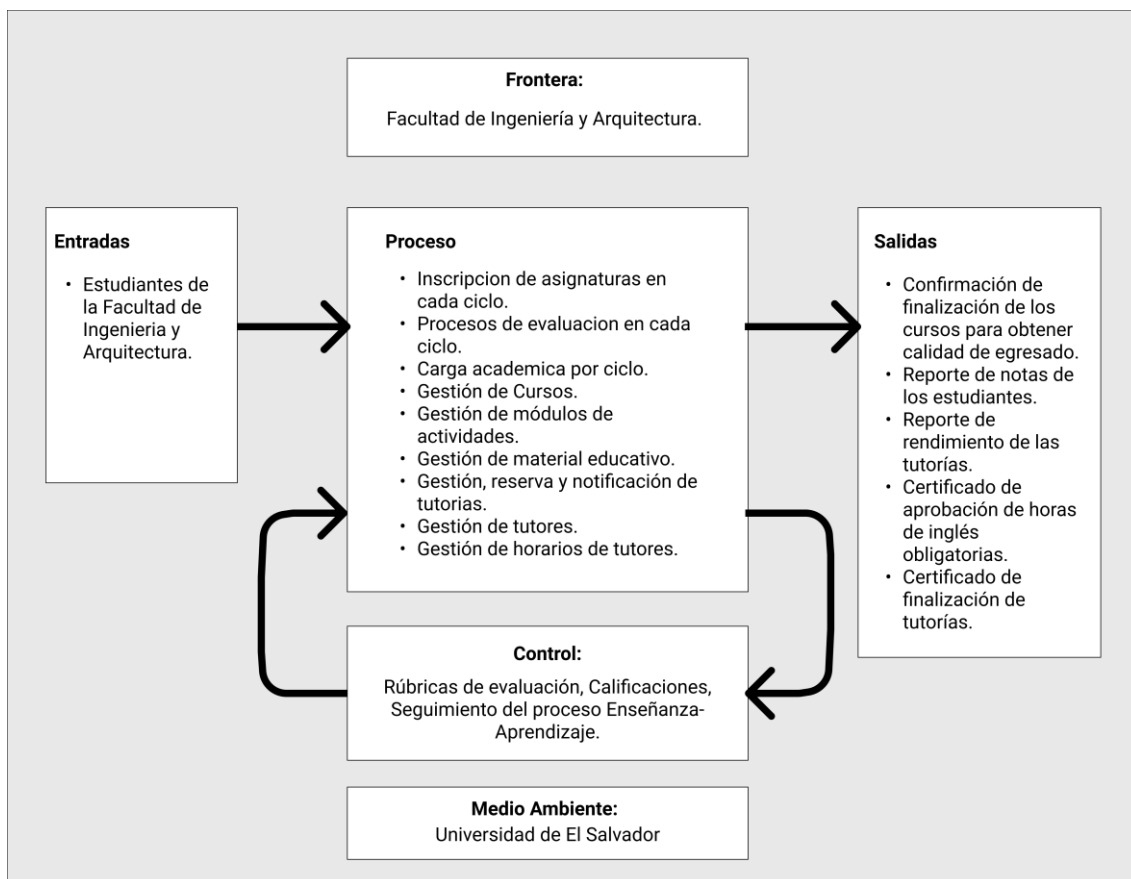 Frontera:
Facultad de Ingeniería y Arquitectura.
Entradas
• Estudiantes de
la Facultad de
Ingenieria y
Arquitectura.
Proceso
• Inscripcion de asignaturas en
cada ciclo.
• Procesos de evaluacion en cada
ciclo.
• Carga academica por ciclo.
• Gestión de Cursos.
• Gestión de módulos de
actividades.
• Gestión de material educativo.
• Gestión, reserva y notificación de
tutorias.
• Gestión de tutores.
• Gestión de horarios de tutores.
Salidas
• Confirmación de
finalización de los
cursos para obtener
calidad de egresado.
• Reporte de notas de
los estudiantes.
• Reporte de
rendimiento de las
tutorías.
• Certificado de
aprobación de horas
de inglés
obligatorias.
• Certificado de
finalización de
tutorías.
Control:
Rúbricas de evaluación, Calificaciones,
Seguimiento del proceso Enseñanza-
Aprendizaje.
Medio Ambiente:
Universidad de El Salvador